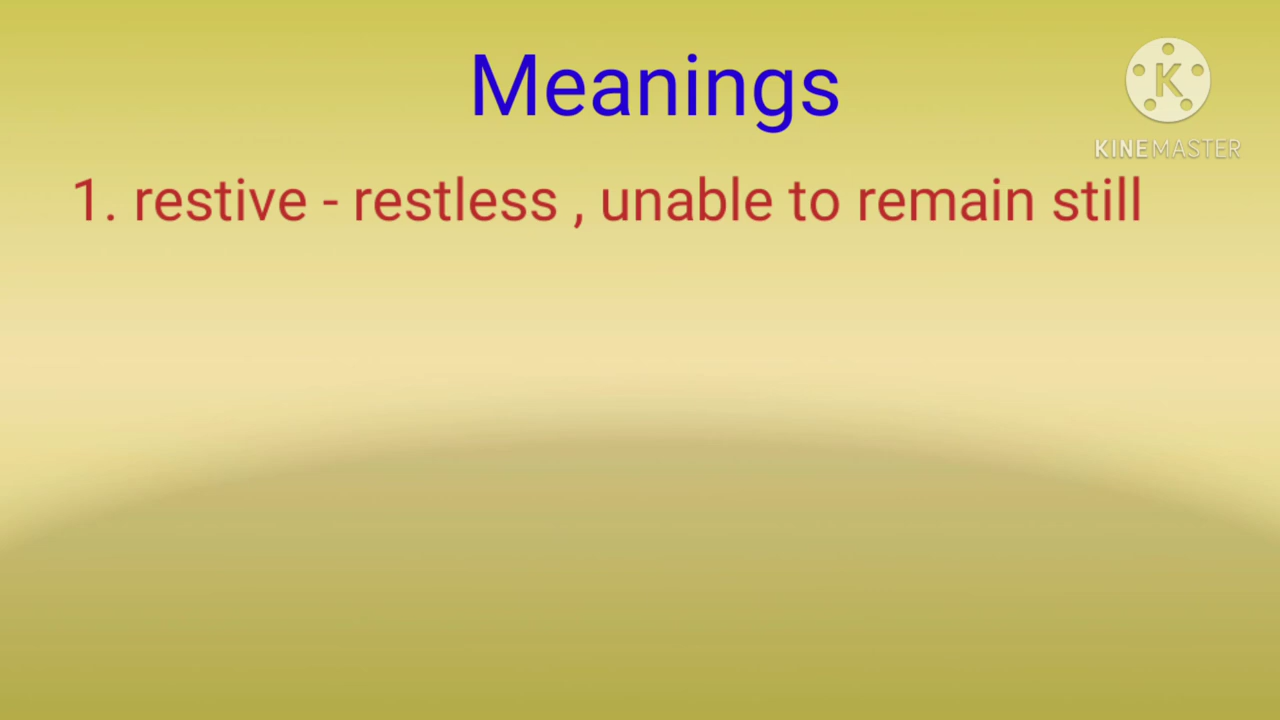 Meanings
K
KINEMASTER
1. restive - restless , unable to remain still